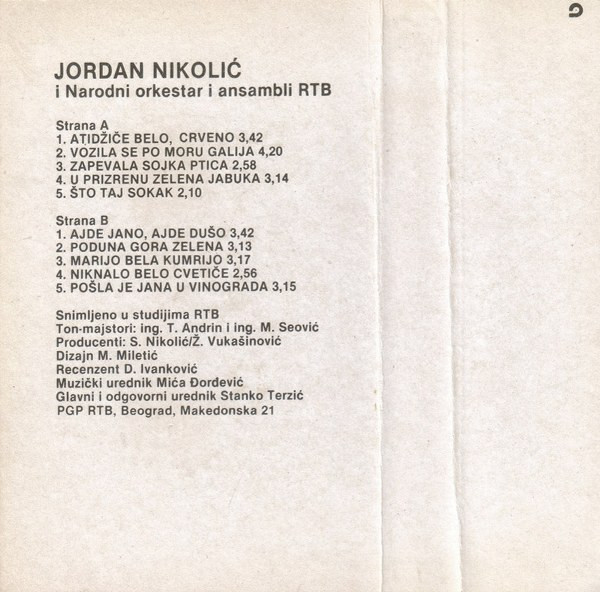 JORDAN NIKOLIĆ
i Narodni orkestar i ansambli RTB
Strana A
1. ATIDŽIČE BELO, CRVENO 3,42
2. VOZILA SE PO MORU GALIJA 4,20
3. ZAPEVALA SOJKA PTICA 2,58
4. U PRIZRENU ZELENA JABUKA 3,14
5. ŠTO TAJ SOKAK 2,10
Strana B
1. AJDE JANO, AJDE DUŠO 3,42
2. PODUNA GORA ZELENA 3,13
3. MARIJO BELA KUMRIJO 3,17
4. NIKNALO BELO CVETIČE 2,56
5. POŠLA JE JANA U VINOGRADA 3,15
Snimljeno u studijima RTB
Ton-majstori: ing. T. Andrin i ing. M. Seović
Producenti: S. Nikolić/Ž. Vukašinović
Dizajn M. Miletić
Recenzent D. Ivanković
Muzički urednik Mića Đorđević
Glavni i odgovorni urednik Stanko Terzić
PGP RTB, Beograd, Makedonska 21